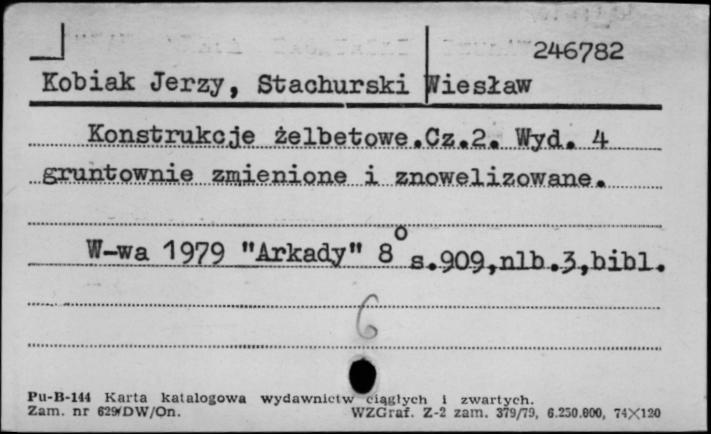 246782
Kobiak Jerzy, Stachurski Wiesław
Konstrukcje żelbetowe.Cz.2. Wyd. 4
gruntownie zmienione i znowelizowane.
W-wa 1979 "Arkady" 8° s.909,nlb.3,bibl.
6
Pu-B-144 Karta katalogowa wydawnictw ciągłych i zwartych.
Zam. nr 629/DW/On. WZGraf. Z-2 zam. 379/79, 6.250.000, 74×120